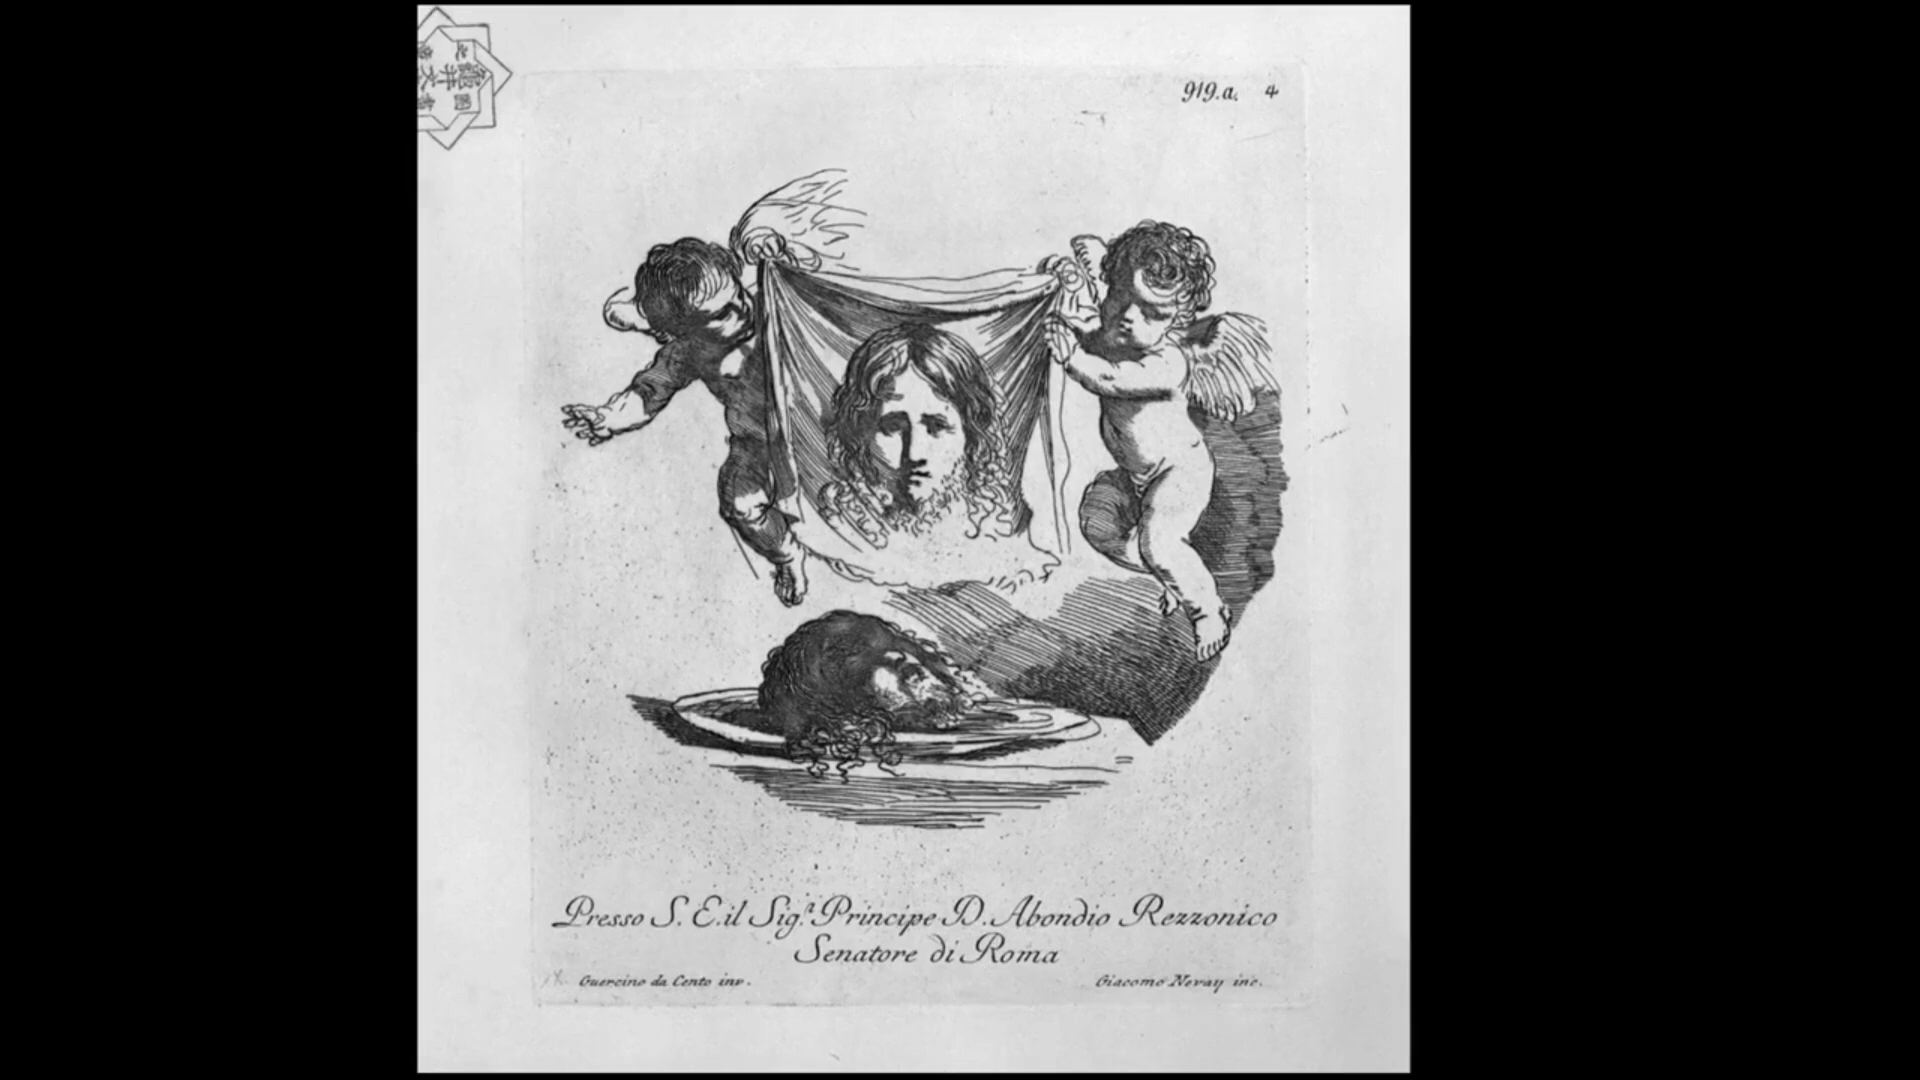 919.a. 4
Presso S. E. il Sig.r Principe D. Abondio Rezzonico
Senatore di Roma
Guercino da Cento inv.
Giacomo Nevay inc.